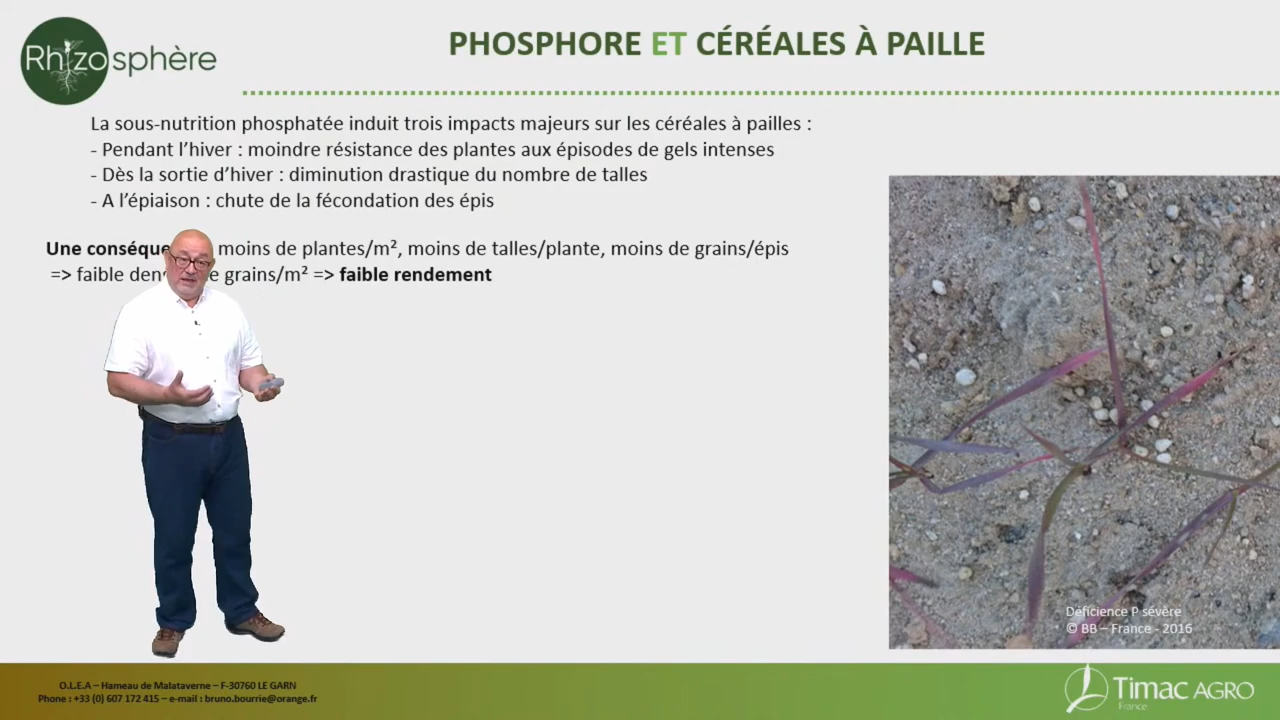 Rhizosphère
PHOSPHORE ET CÉRÉALES À PAILLE
La sous-nutrition phosphatée induit trois impacts majeurs sur les céréales à pailles :
- Pendant l'hiver : moindre résistance des plantes aux épisodes de gels intenses
- Dès la sortie d'hiver : diminution drastique du nombre de talles
- A l'épiaison : chute de la fécondation des épis
Une moins de plantes/m², moins de talles/plante, moins de grains/épis
=> faible grains/m² => faible rendement
Déficience P sévère
© BB – France - 2016
O.L.E.A – Hameau de Malataverne – F-30760 LE GARN
Phone : +33 (0) 607 172 415 – e-mail : bruno.bourrie@orange.fr
Timac AGRO
France